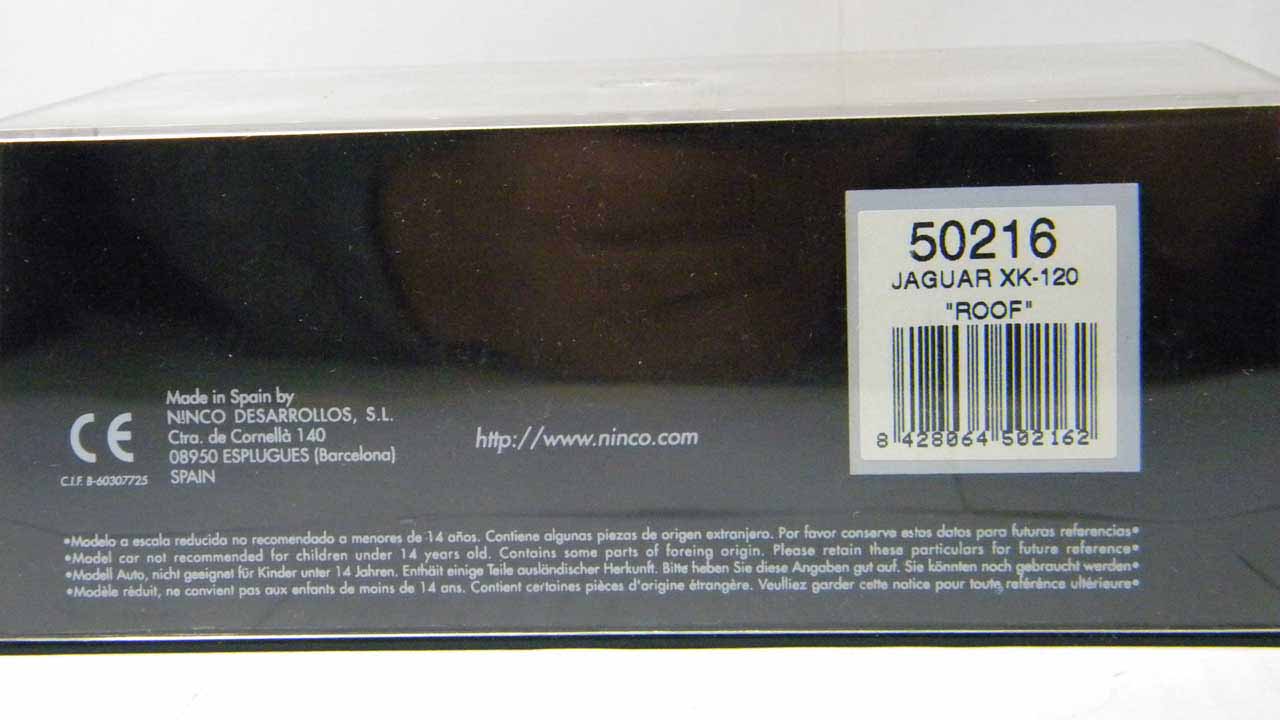 50216
JAGUAR XK-120
"ROOF"
8 428064 502162
CE
C.I.F. B-60307725
Made in Spain by
N!NCO DESARROLLOS, S.L.
Ctra. de Cornellà 140
08950 ESPLUGUES (Barcelona)
SPAIN
http://www.ninco.com
•Modelo a escala reducida no recomendado a menores de 14 años. Contiene algunas piezas de origen extranjero. Por favor conserve estos datos para futuras referencias•
•Model car not recommended for children under 14 years old. Contains some parts of foreing origin. Please retain these particulars for future reference•
•Modell Auto, nicht geeignet für Kinder unter 14 Jahren. Enthäit einige Teile ausländischer Herkunft. Bitte heben Sie diese Angaben gut auf. Sie könnten noch gebraucht werden•
•Modèle réduit, ne convient pas aux enfants de moins de 14 ans. Contient certaines pièces d'origine étrangère. Veulliez garder cette notice pour toute référence ultérieure•